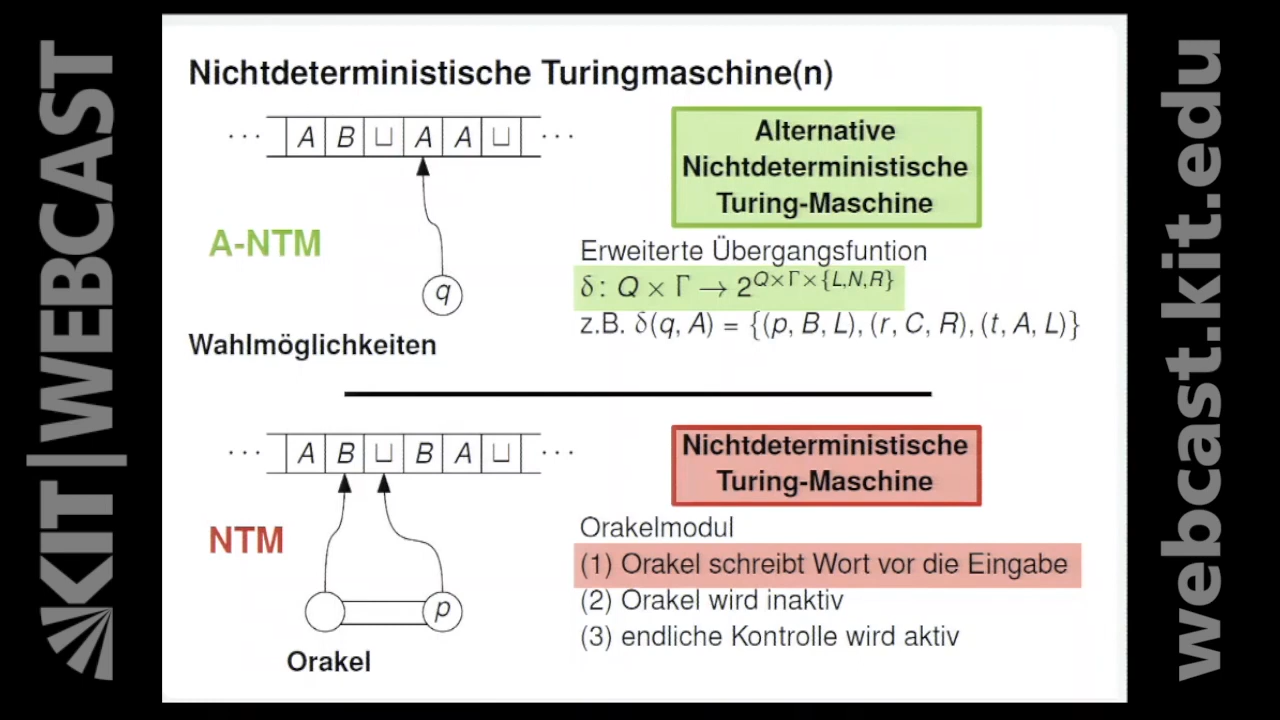 KIT|WEBCAST
Nichtdeterministische Turingmaschine(n)
··· A B ⊔ A A ⊔ ···
A-NTM
q
Wahlmöglichkeiten
Alternative
Nichtdeterministische
Turing-Maschine
Erweiterte Übergangsfuntion
δ: Q × Γ → 2^{Q×Γ×{L,N,R}}
z.B. δ(q, A) = {(p, B, L), (r, C, R), (t, A, L)}
··· A B ⊔ B A ⊔ ···
NTM
p
Orakel
Nichtdeterministische
Turing-Maschine
Orakelmodul
(1) Orakel schreibt Wort vor die Eingabe
(2) Orakel wird inaktiv
(3) endliche Kontrolle wird aktiv
webcast.kit.edu